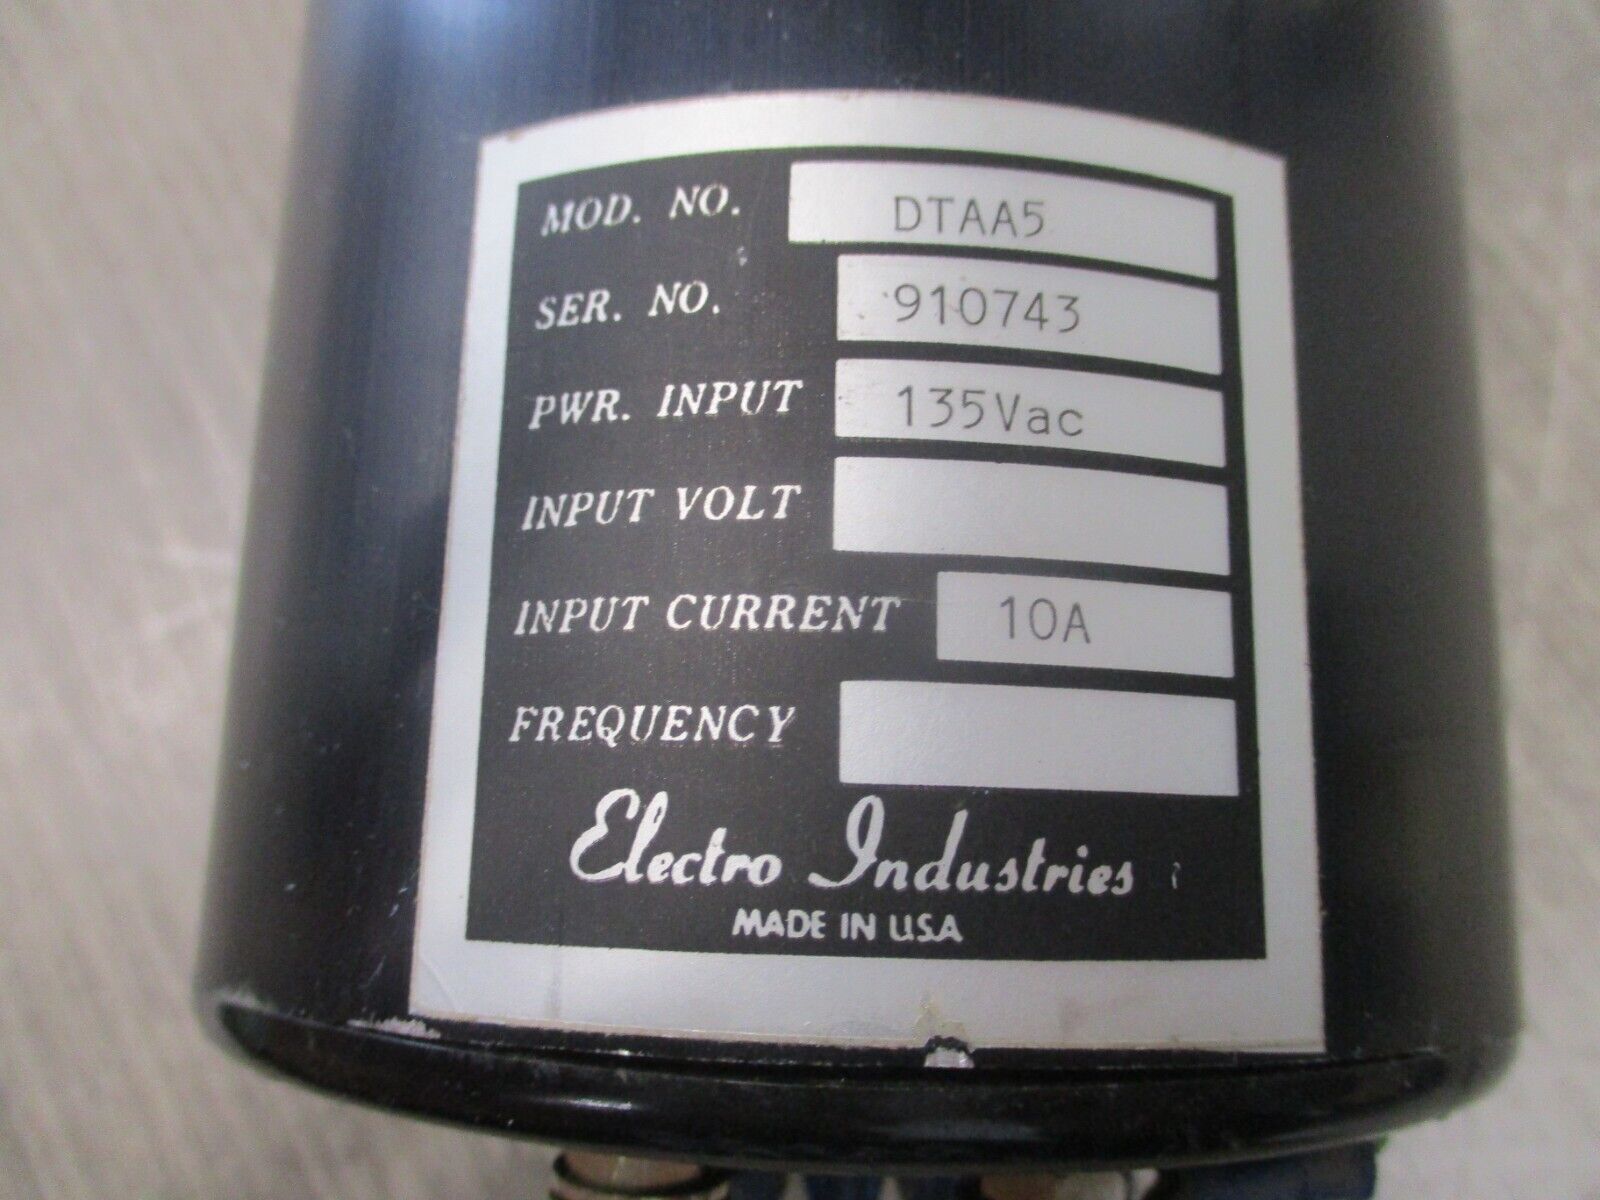 MOD. NO. DTAA5
SER. NO. 910743
PWR. INPUT 135Vac
INPUT VOLT
INPUT CURRENT 10A
FREQUENCY
Electro Industries
MADE IN U.S.A